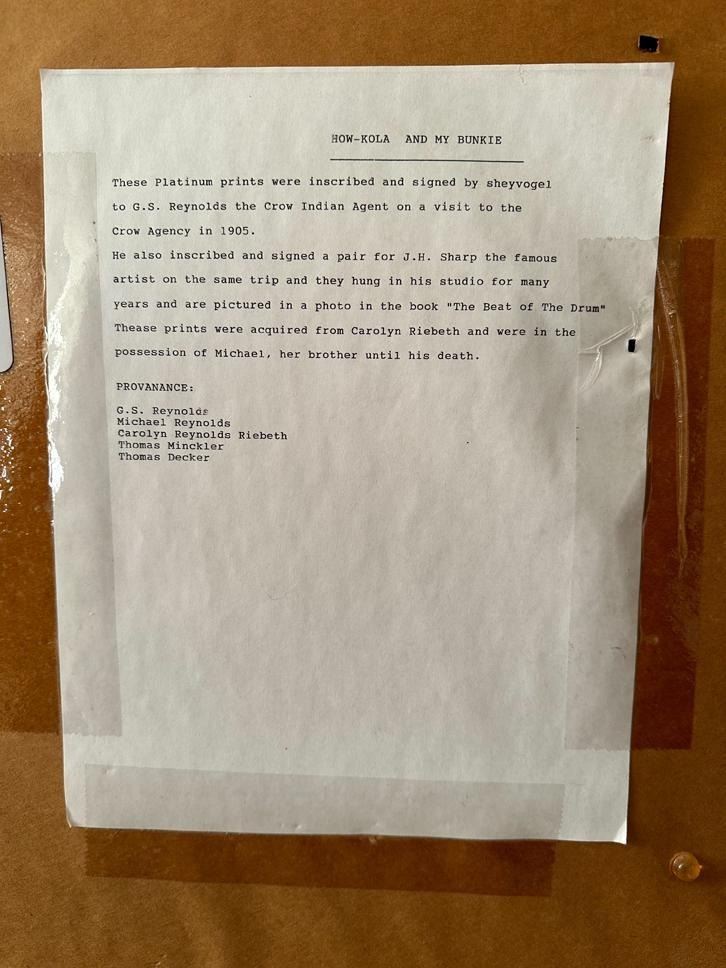 HOW-KOLA AND MY BUNKIE
These Platinum prints were inscribed and signed by sheyvogel
to G.S. Reynolds the Crow Indian Agent on a visit to the
Crow Agency in 1905.
He also inscribed and signed a pair for J.H. Sharp the famous
artist on the same trip and they hung in his studio for many
years and are pictured in a photo in the book "The Beat of The Drum"
Thease prints were acquired from Carolyn Riebeth and were in the
possession of Michael, her brother until his death.
PROVANANCE:
G.S. Reynolds
Michael Reynolds
Carolyn Reynolds Riebeth
Thomas Minckler
Thomas Decker